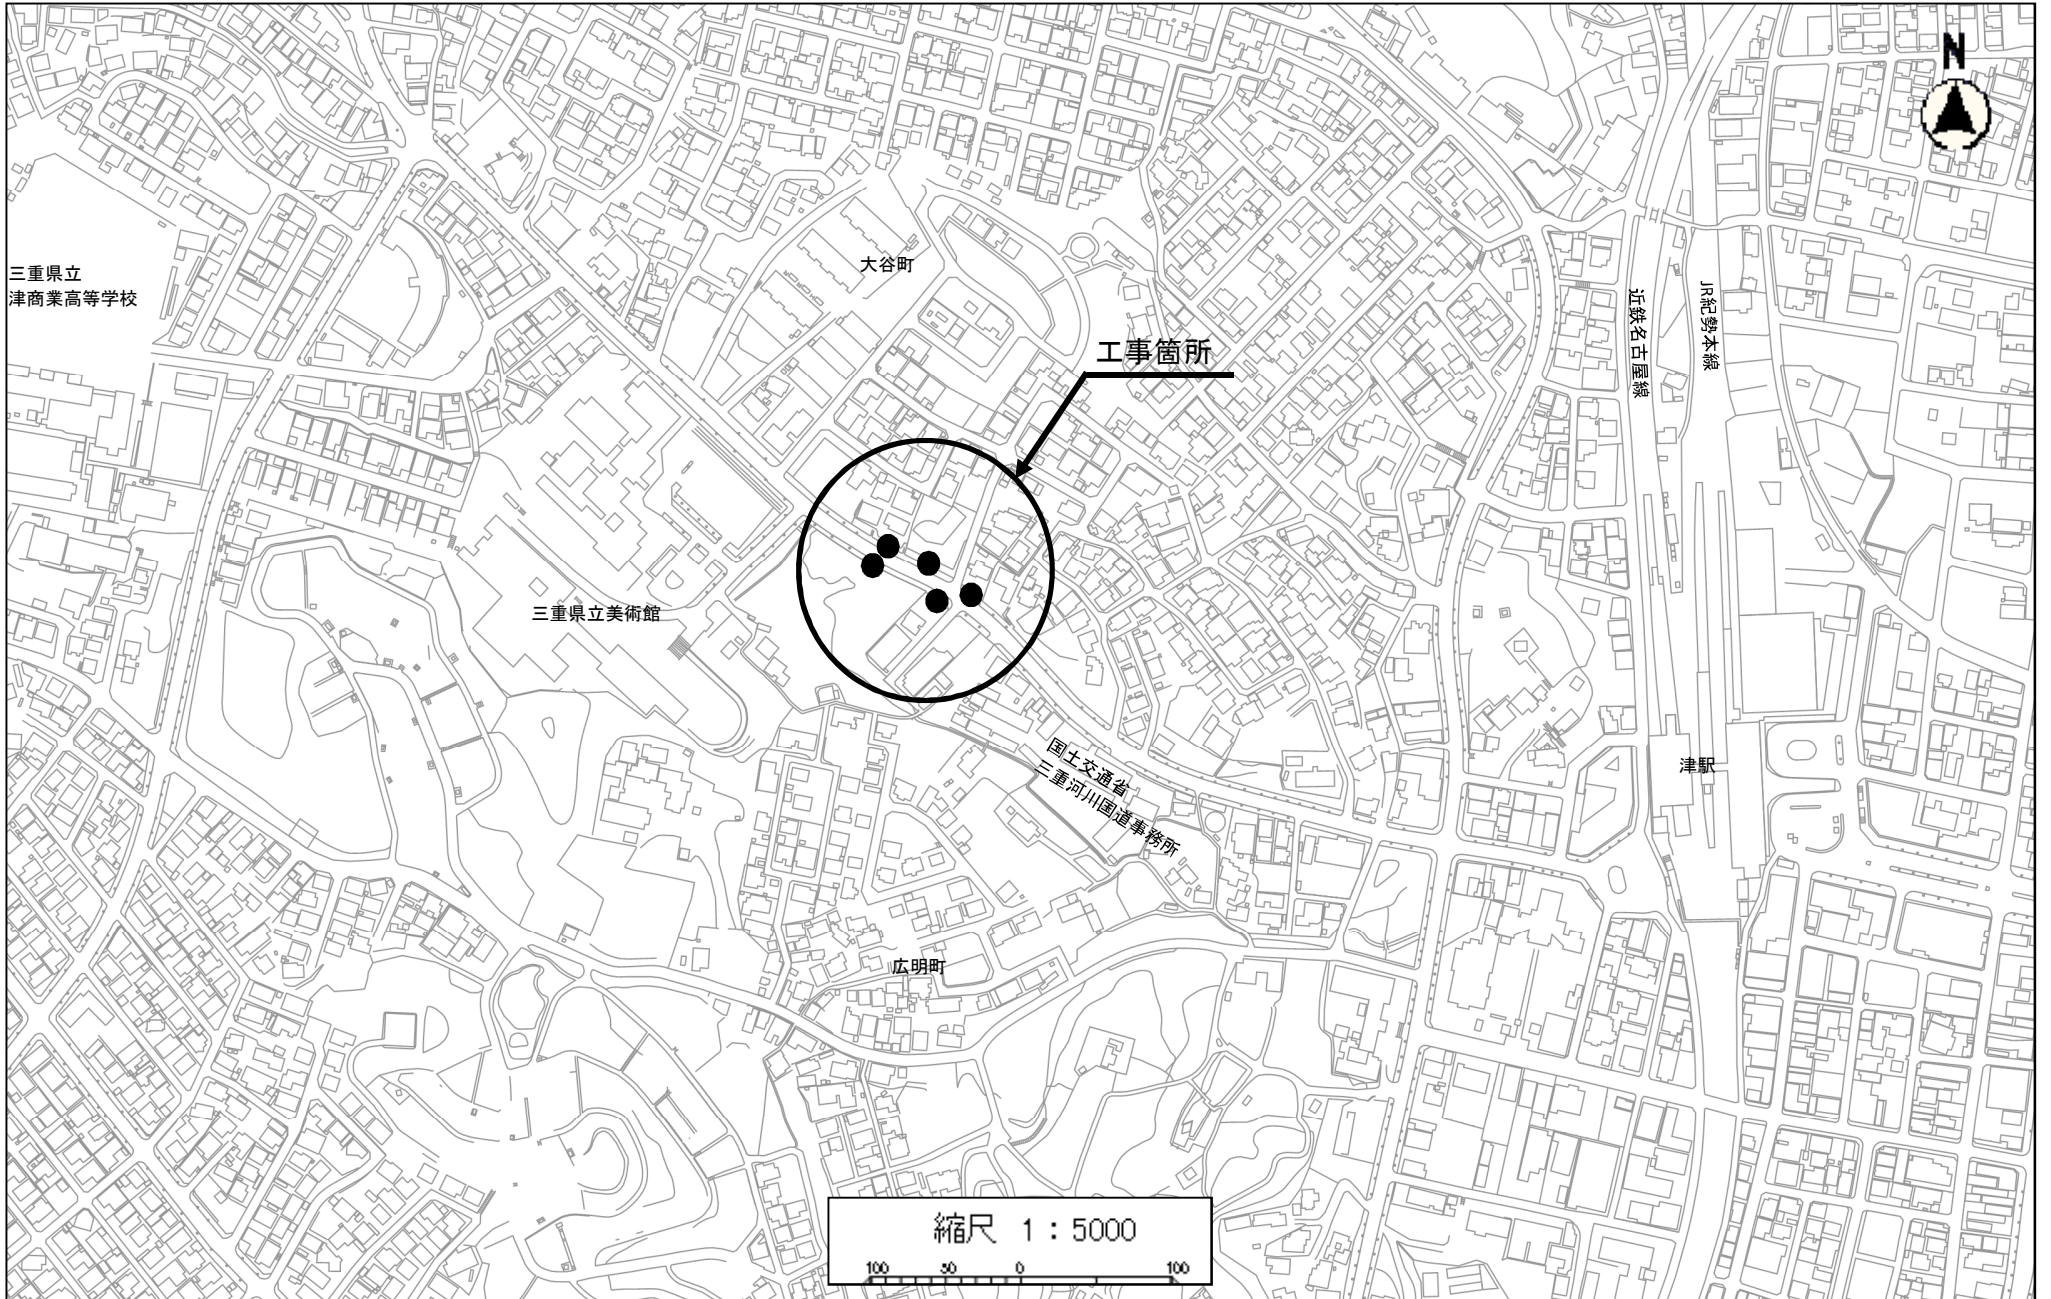 N
大谷町
三重県立
津商業高等学校
近鉄名古屋線
JR紀勢本線
工事箇所
三重県立美術館
国土交通省
三重河川国道事務所
津駅
広明町
縮尺 1：5000
100 50 0 100